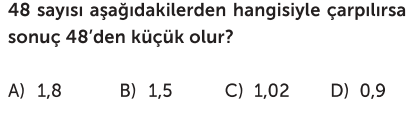 48 sayısı aşağıdakilerden hangisiyle çarpılırsa
sonuç 48'den küçük olur?
A) 1,8 B) 1,5 C) 1,02 D) 0,9